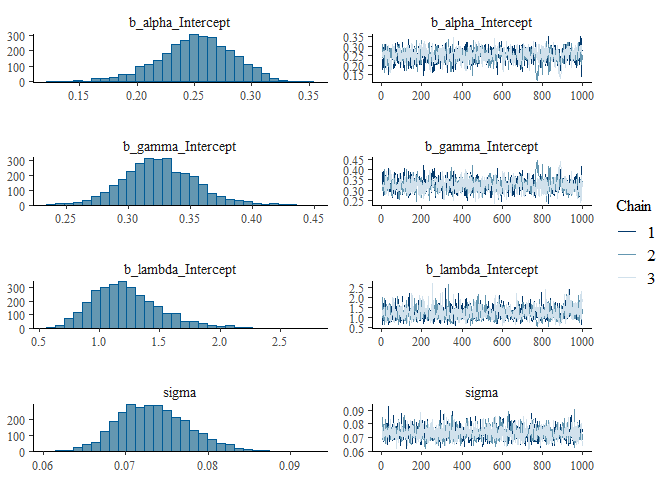 b_alpha_Intercept
300
200
100
0
0.15 0.20 0.25 0.30 0.35
b_alpha_Intercept
0.35
0.30
0.25
0.20
0.15
0 200 400 600 800 1000
b_gamma_Intercept
300
200
100
0
0.25 0.30 0.35 0.40 0.45
b_gamma_Intercept
0.45
0.40
0.35
0.30
0.25
0 200 400 600 800 1000
b_lambda_Intercept
300
200
100
0
0.5 1.0 1.5 2.0 2.5
b_lambda_Intercept
2.5
2.0
1.5
1.0
0.5
0 200 400 600 800 1000
sigma
200
100
0
0.06 0.07 0.08 0.09
sigma
0.09
0.08
0.07
0.06
0 200 400 600 800 1000
Chain
1
2
3